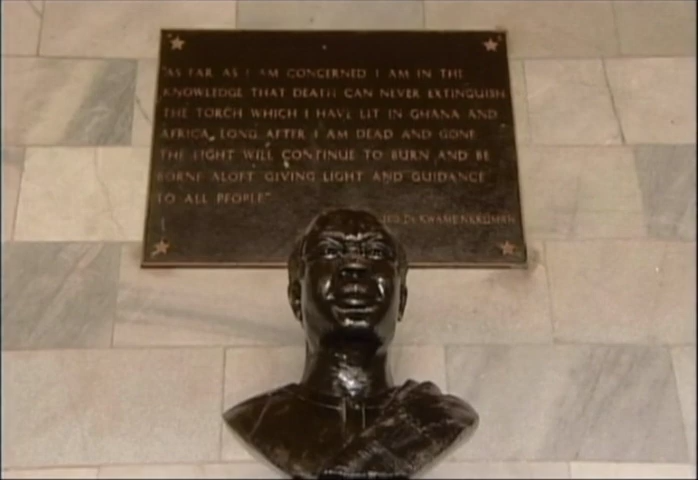 "AS FAR AS I AM CONCERNED I AM IN THE
KNOWLEDGE THAT DEATH CAN NEVER EXTINGUISH
THE TORCH WHICH I HAVE LIT IN GHANA AND
AFRICA. LONG AFTER I AM DEAD AND GONE
THE LIGHT WILL CONTINUE TO BURN AND BE
BORNE ALOFT GIVING LIGHT AND GUIDANCE
TO ALL PEOPLE"
KWAME NKRUMAH